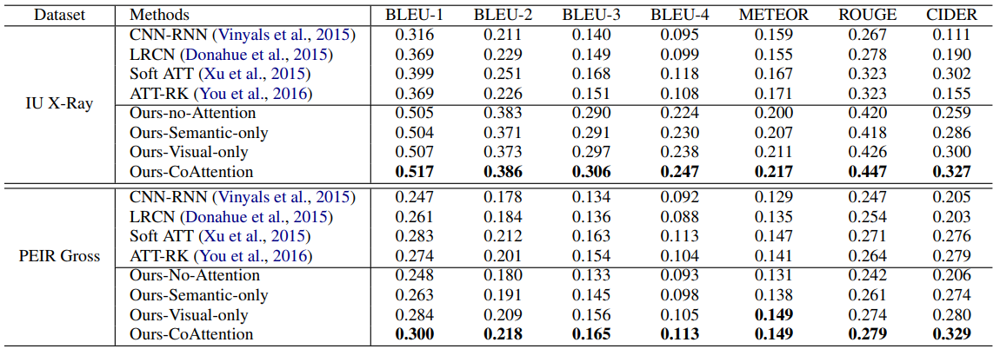 Dataset Methods BLEU-1 BLEU-2 BLEU-3 BLEU-4 METEOR ROUGE CIDER
IU X-Ray
CNN-RNN (Vinyals et al., 2015) 0.316 0.211 0.140 0.095 0.159 0.267 0.111
LRCN (Donahue et al., 2015) 0.369 0.229 0.149 0.099 0.155 0.278 0.190
Soft ATT (Xu et al., 2015) 0.399 0.251 0.168 0.118 0.167 0.323 0.302
ATT-RK (You et al., 2016) 0.369 0.226 0.151 0.108 0.171 0.323 0.155
Ours-no-Attention 0.505 0.383 0.290 0.224 0.200 0.420 0.259
Ours-Semantic-only 0.504 0.371 0.291 0.230 0.207 0.418 0.286
Ours-Visual-only 0.507 0.373 0.297 0.238 0.211 0.426 0.300
Ours-CoAttention 0.517 0.386 0.306 0.247 0.217 0.447 0.327
PEIR Gross
CNN-RNN (Vinyals et al., 2015) 0.247 0.178 0.134 0.092 0.129 0.247 0.205
LRCN (Donahue et al., 2015) 0.261 0.184 0.136 0.088 0.135 0.254 0.203
Soft ATT (Xu et al., 2015) 0.283 0.212 0.163 0.113 0.147 0.271 0.276
ATT-RK (You et al., 2016) 0.274 0.201 0.154 0.104 0.141 0.264 0.279
Ours-No-Attention 0.248 0.180 0.133 0.093 0.131 0.242 0.206
Ours-Semantic-only 0.263 0.191 0.145 0.098 0.138 0.261 0.274
Ours-Visual-only 0.284 0.209 0.156 0.105 0.149 0.274 0.280
Ours-CoAttention 0.300 0.218 0.165 0.113 0.149 0.279 0.329